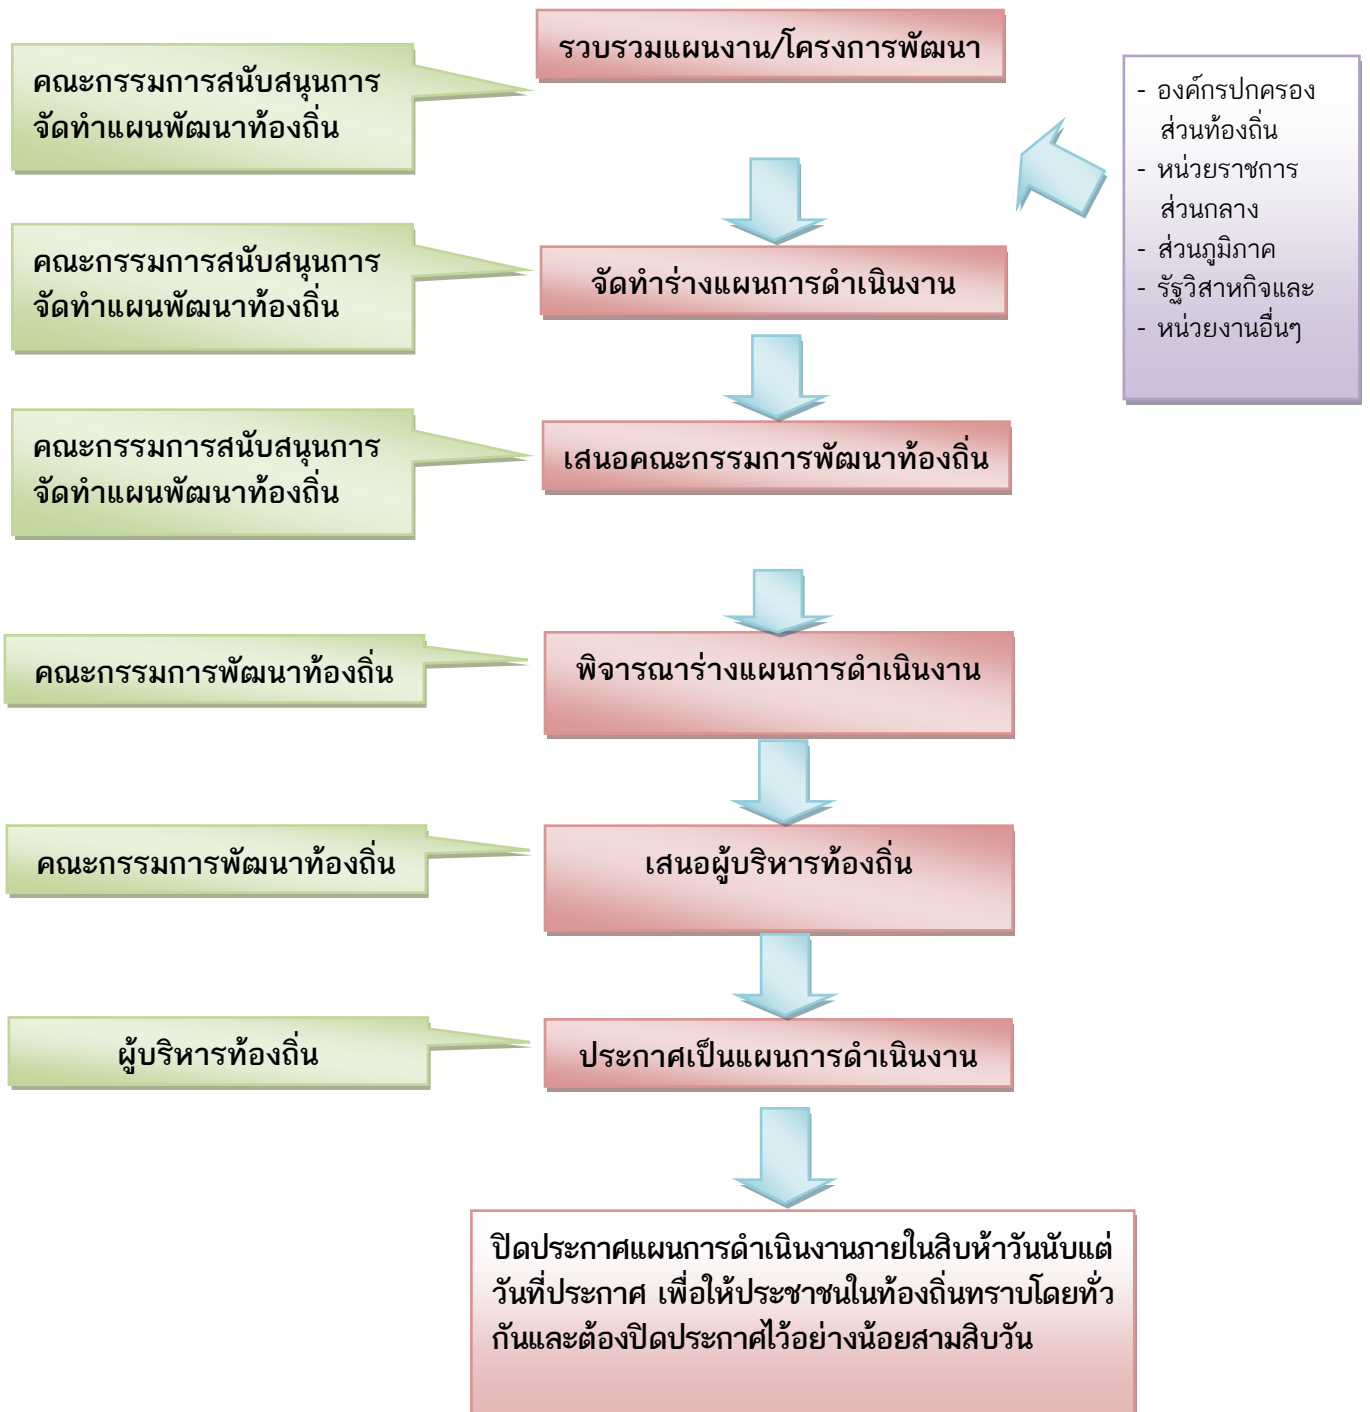 รวบรวมแผนงาน/โครงการพัฒนา
คณะกรรมการสนับสนุนการ
จัดทำแผนพัฒนาท้องถิ่น
- องค์กรปกครอง
ส่วนท้องถิ่น
- หน่วยราชการ
ส่วนกลาง
- ส่วนภูมิภาค
- รัฐวิสาหกิจและ
- หน่วยงานอื่นๆ
คณะกรรมการสนับสนุนการ
จัดทำแผนพัฒนาท้องถิ่น
จัดทำร่างแผนการดำเนินงาน
คณะกรรมการสนับสนุนการ
จัดทำแผนพัฒนาท้องถิ่น
เสนอคณะกรรมการพัฒนาท้องถิ่น
คณะกรรมการพัฒนาท้องถิ่น
พิจารณาร่างแผนการดำเนินงาน
คณะกรรมการพัฒนาท้องถิ่น
เสนอผู้บริหารท้องถิ่น
ผู้บริหารท้องถิ่น
ประกาศเป็นแผนการดำเนินงาน
ปิดประกาศแผนการดำเนินงานภายในสิบห้าวันนับแต่
วันที่ประกาศ เพื่อให้ประชาชนในท้องถิ่นทราบโดยทั่ว
กันและต้องปิดประกาศไว้อย่างน้อยสามสิบวัน